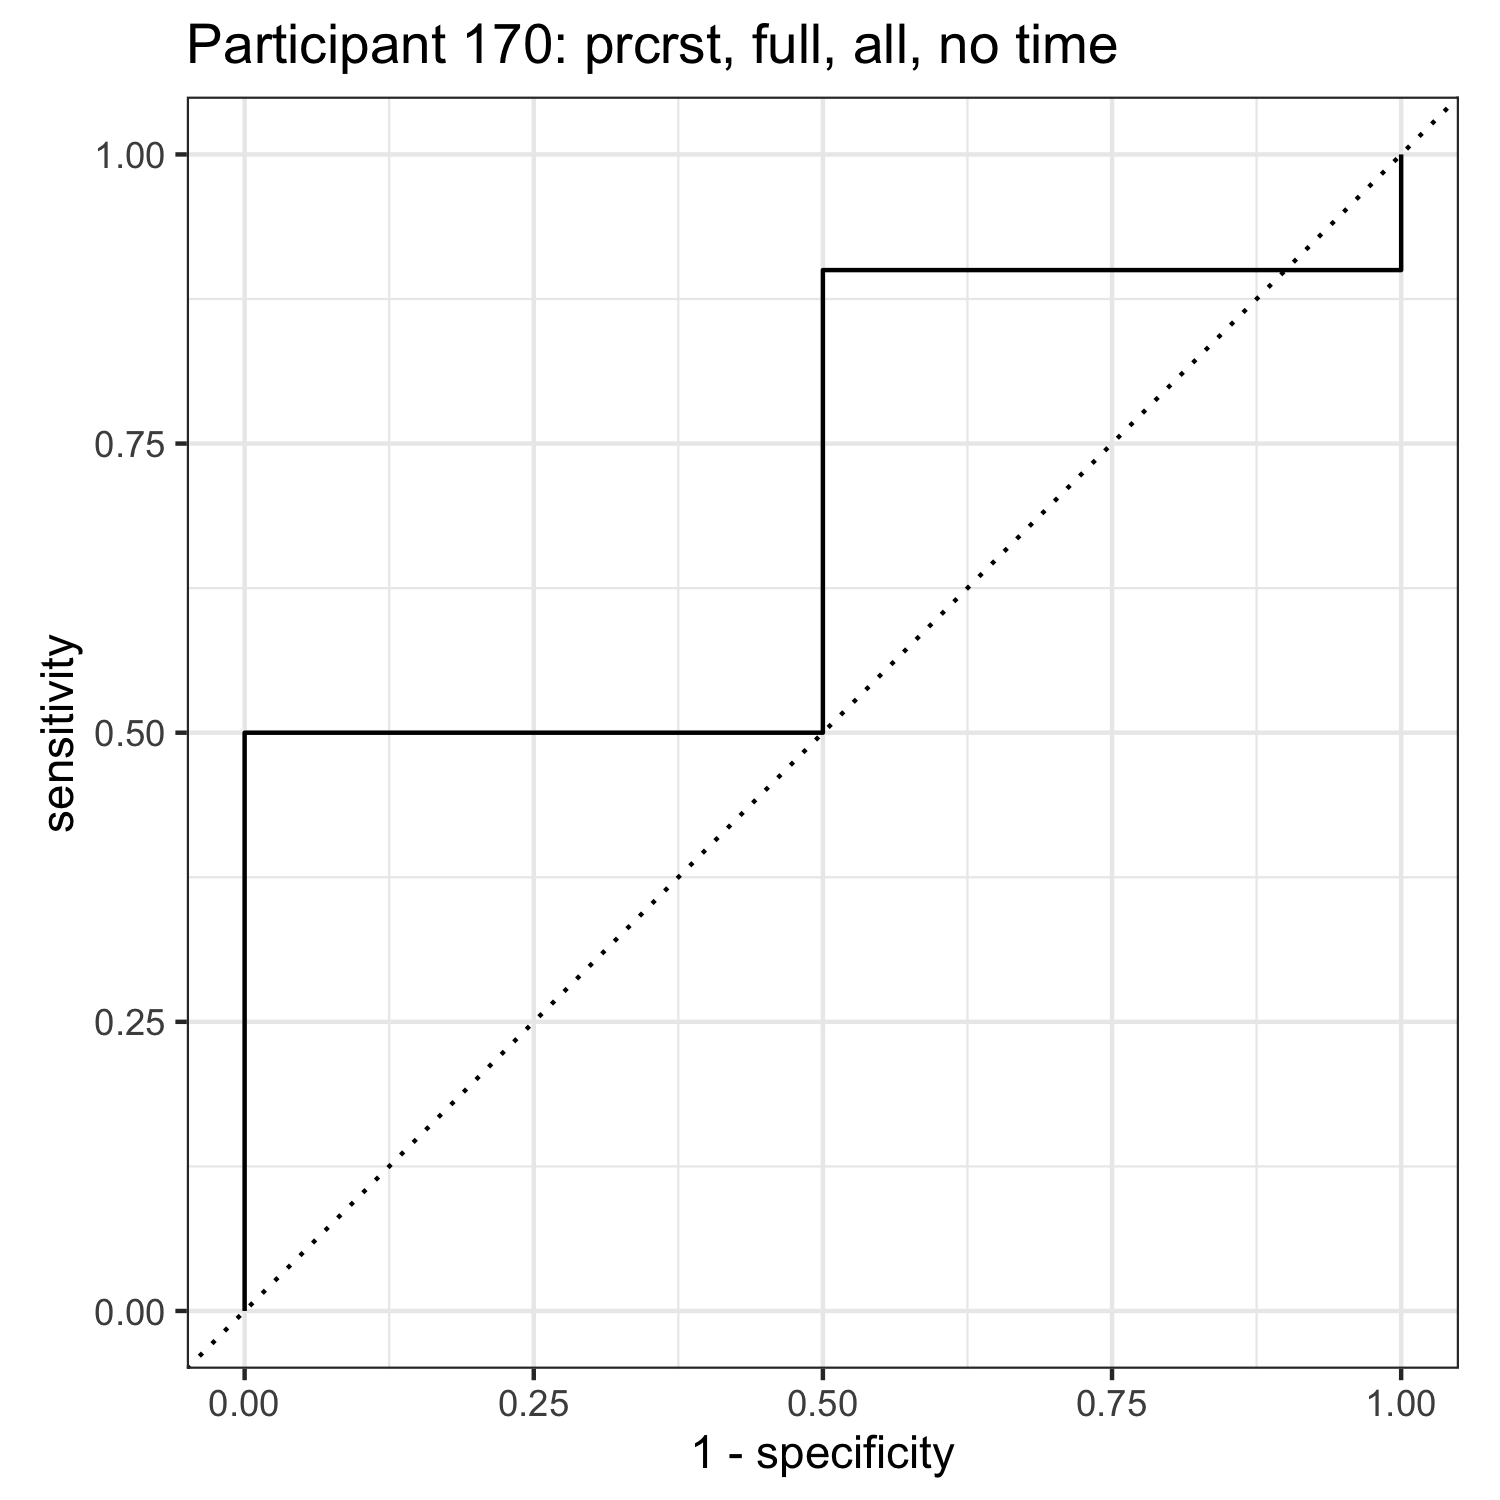 Participant 170: prcrst, full, all, no time
1.00
0.75
0.50
0.25
0.00
sensitivity
0.00 0.25 0.50 0.75 1.00
1 - specificity